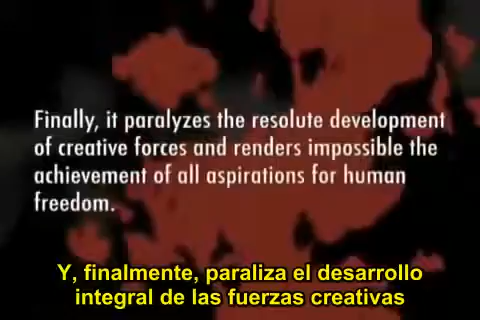 Finally, it paralyzes the resolute development
of creative forces and renders impossible the
achievement of all aspirations for human
freedom.
Y, finalmente, paraliza el desarrollo
integral de las fuerzas creativas